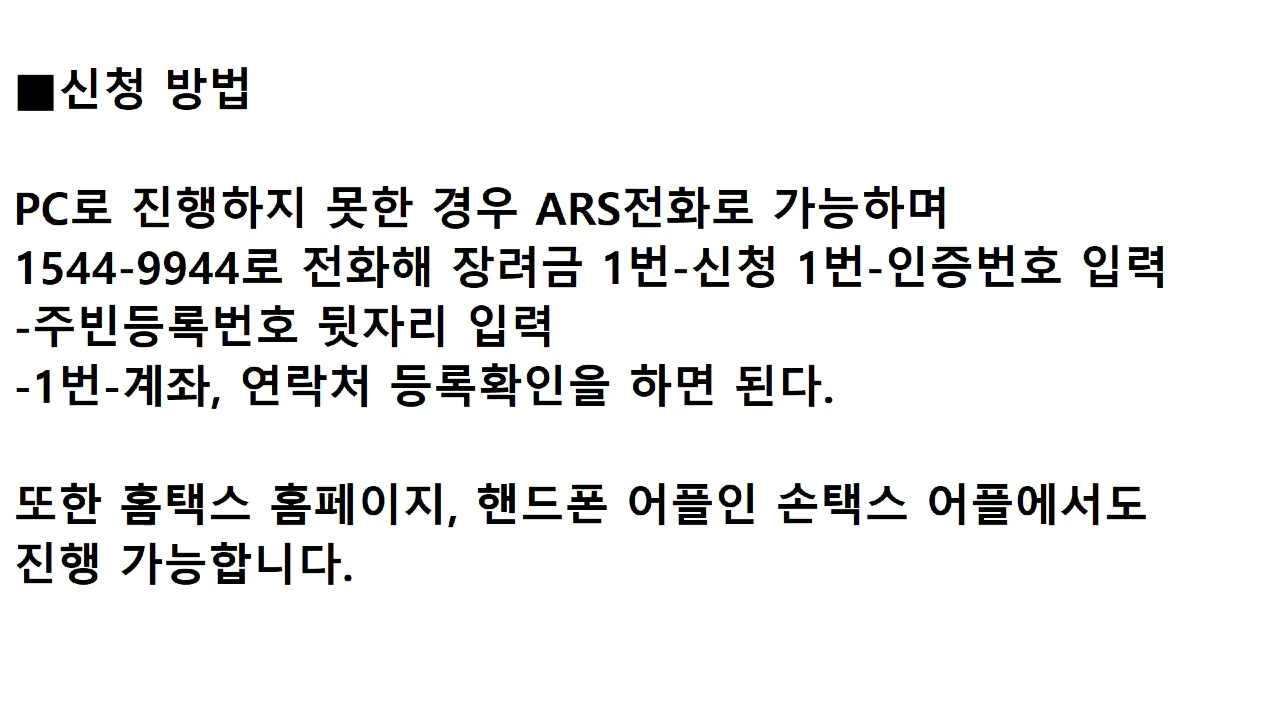 ■신청 방법
PC로 진행하지 못한 경우 ARS전화로 가능하며
1544-9944로 전화해 장려금 1번-신청 1번-인증번호 입력
-주빈등록번호 뒷자리 입력
-1번-계좌, 연락처 등록확인을 하면 된다.
또한 홈택스 홈페이지, 핸드폰 어플인 손택스 어플에서도
진행 가능합니다.